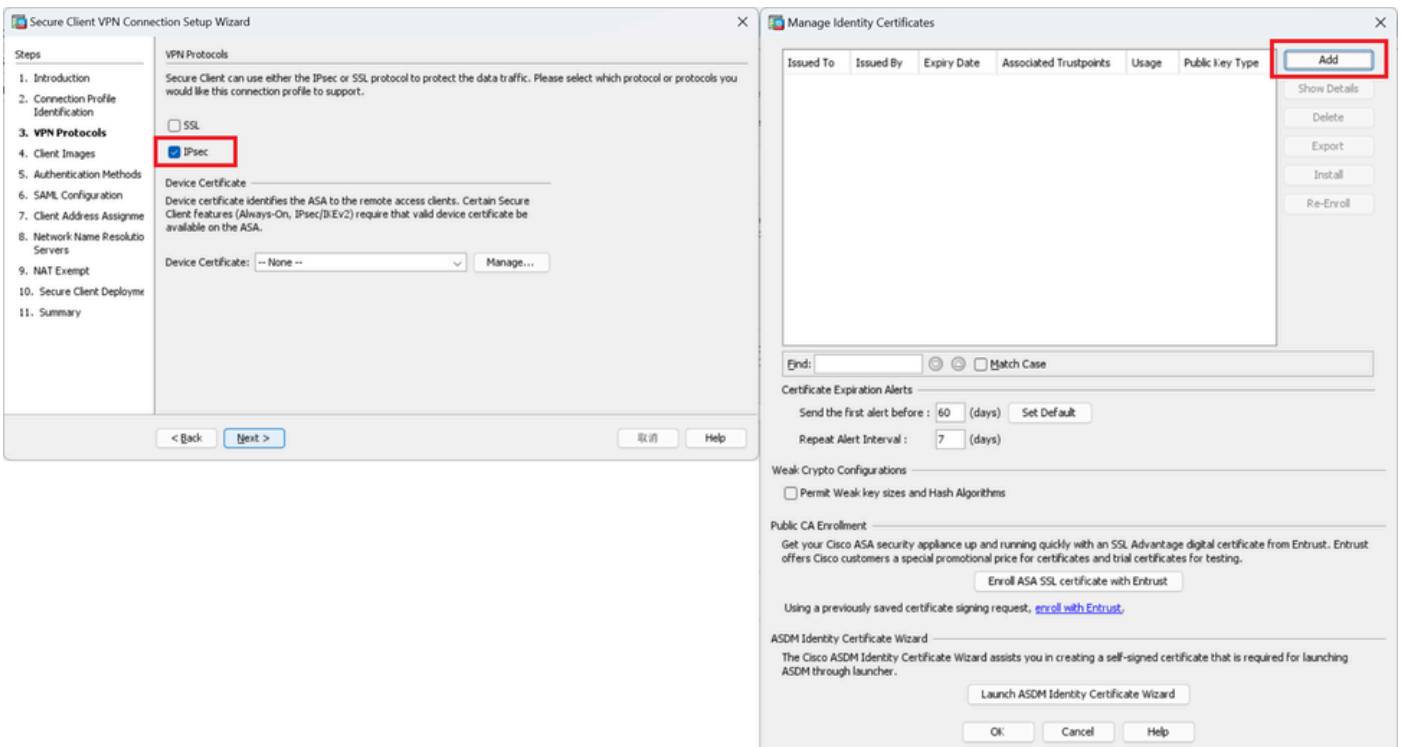 Secure Client VPN Connection Setup Wizard
Steps
1. Introduction
2. Connection Profile
Identification
3. VPN Protocols
4. Client Images
5. Authentication Methods
6. SAML Configuration
7. Client Address Assignme
8. Network Name Resolutio
Servers
9. NAT Exempt
10. Secure Client Deployme
11. Summary
VPN Protocols
Secure Client can use either the IPsec or SSL protocol to protect the data traffic. Please select which protocol or protocols you
would like this connection profile to support.
SSL
IPsec
Device Certificate
Device certificate identifies the ASA to the remote access clients. Certain Secure
Client features (Always-On, IPsec/IKEv2) require that valid device certificate be
available on the ASA.
Device Certificate: -- None -- Manage...
< Back Next > 取消 Help
Manage Identity Certificates
Issued To Issued By Expiry Date Associated Trustpoints Usage Public Key Type
Add
Show Details
Delete
Export
Install
Re-Enroll
Find: Match Case
Certificate Expiration Alerts
Send the first alert before : 60 (days) Set Default
Repeat Alert Interval : 7 (days)
Weak Crypto Configurations
Permit Weak key sizes and Hash Algorithms
Public CA Enrollment
Get your Cisco ASA security appliance up and running quickly with an SSL Advantage digital certificate from Entrust. Entrust
offers Cisco customers a special promotional price for certificates and trial certificates for testing.
Enroll ASA SSL certificate with Entrust
Using a previously saved certificate signing request, enroll with Entrust.
ASDM Identity Certificate Wizard
The Cisco ASDM Identity Certificate Wizard assists you in creating a self-signed certificate that is required for launching
ASDM through launcher.
Launch ASDM Identity Certificate Wizard
OK Cancel Help